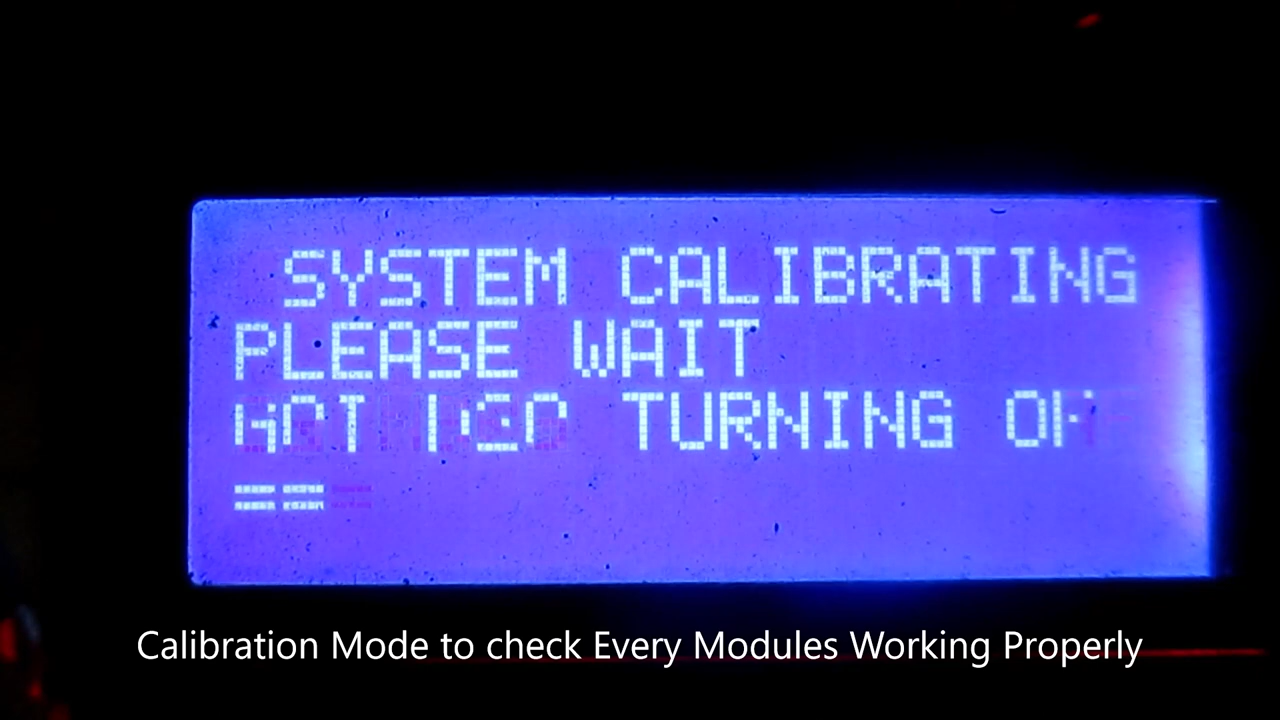 SYSTEM CALIBRATING
PLEASE WAIT
TURNING
==
Calibration Mode to check Every Modules Working Properly